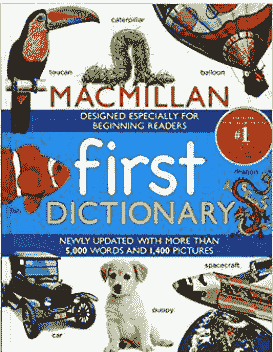 caterpillar
toucan
balloon
MACMILLAN
DESIGNED ESPECIALLY FOR
BEGINNING READERS
#1
first
DICTIONARY
dragon
fish
NEWLY UPDATED WITH MORE THAN
5,000 WORDS AND 1,400 PICTURES
spacecraft
puppy
car